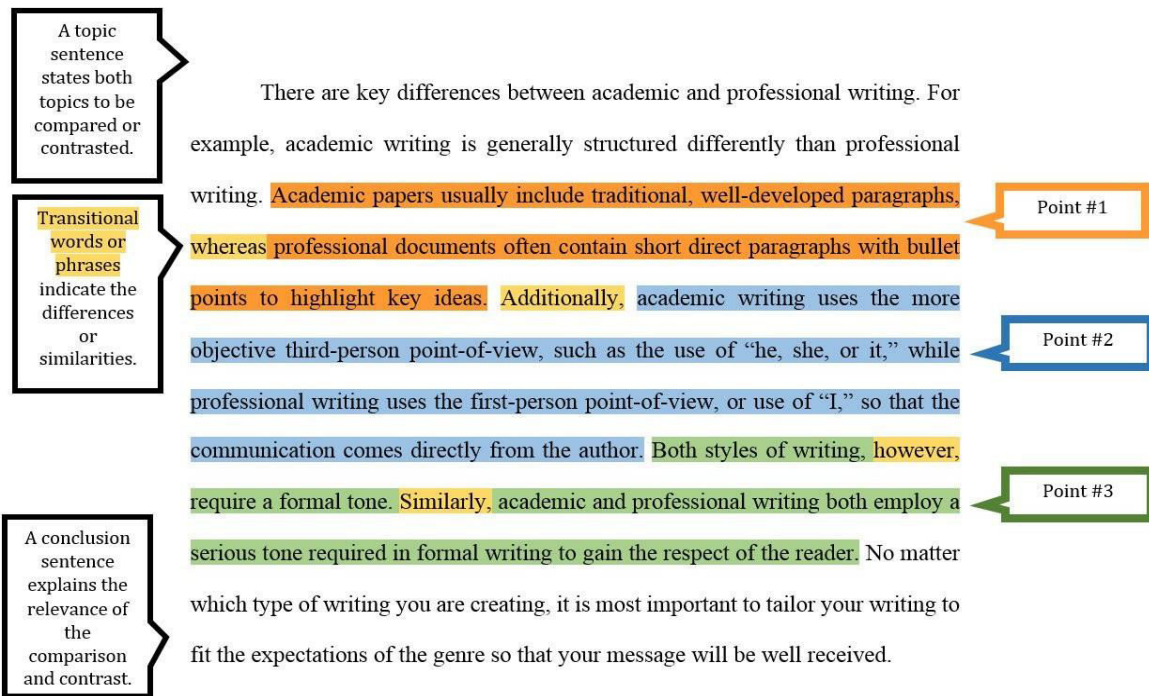 A topic
sentence
states both
topics to be
compared or
contrasted.
There are key differences between academic and professional writing. For
example, academic writing is generally structured differently than professional
writing. Academic papers usually include traditional, well-developed paragraphs,
whereas professional documents often contain short direct paragraphs with bullet
points to highlight key ideas. Additionally, academic writing uses the more
objective third-person point-of-view, such as the use of “he, she, or it,” while
professional writing uses the first-person point-of-view, or use of “I,” so that the
communication comes directly from the author. Both styles of writing, however,
require a formal tone. Similarly, academic and professional writing both employ a
serious tone required in formal writing to gain the respect of the reader. No matter
which type of writing you are creating, it is most important to tailor your writing to
fit the expectations of the genre so that your message will be well received.
Transitional
words or
phrases
indicate the
differences
or
similarities.
A conclusion
sentence
explains the
relevance of
the
comparison
and contrast.
Point #1
Point #2
Point #3